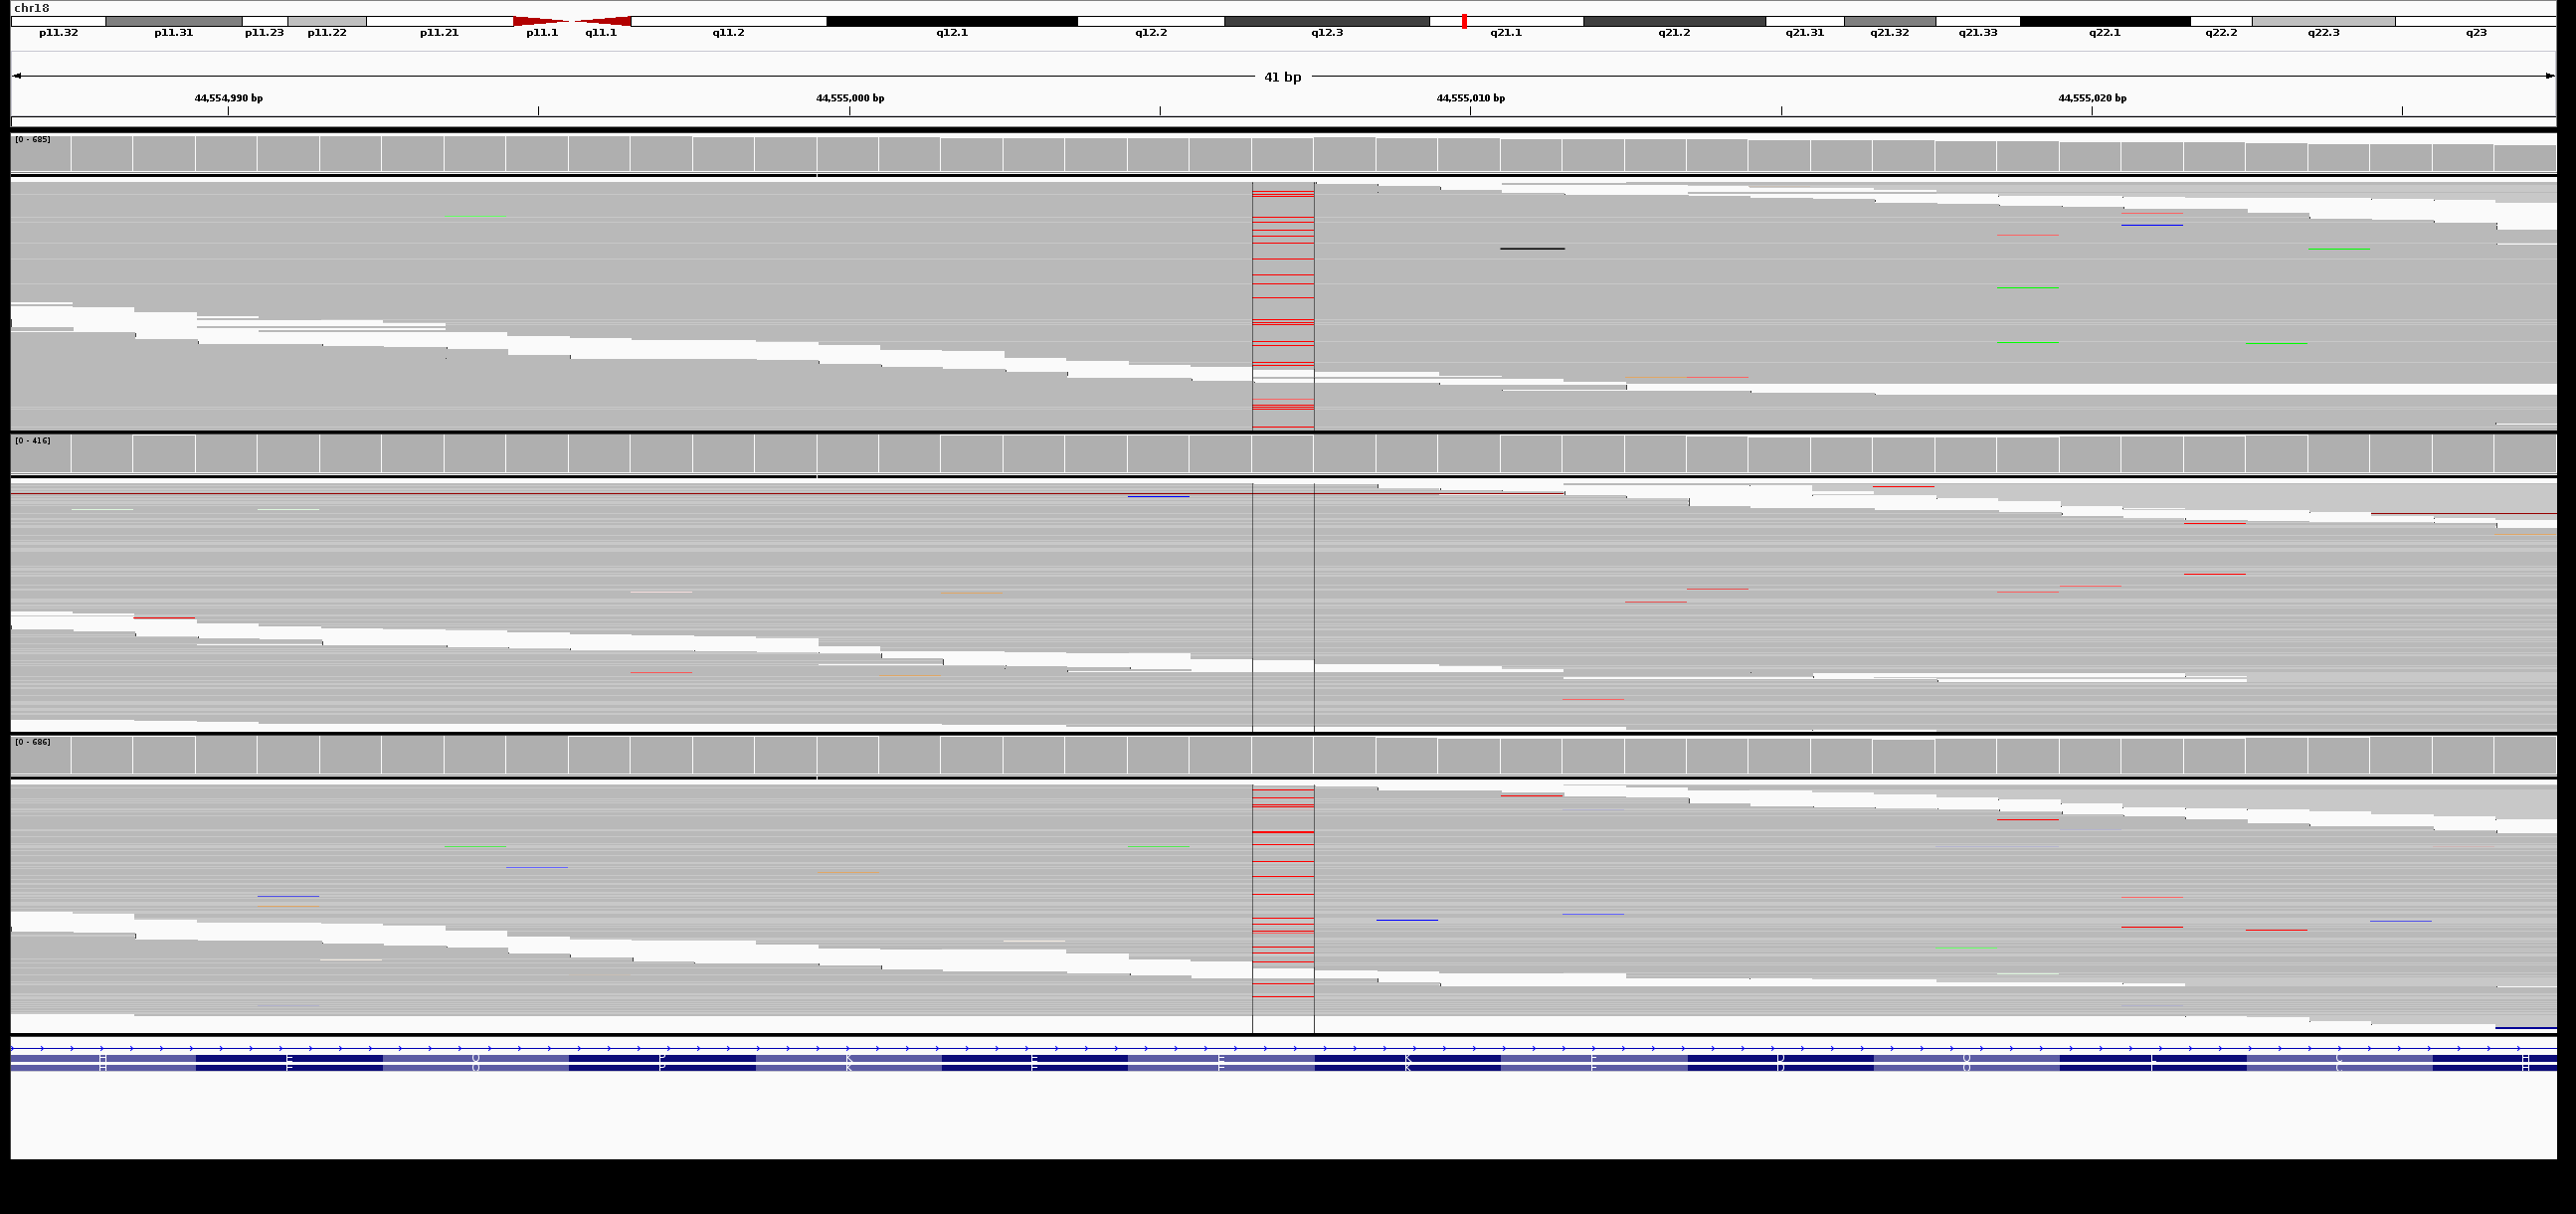 chr18
p11.32 p11.31 p11.23 p11.22 p11.21 p11.1 q11.1 q11.2 q12.1 q12.2 q12.3 q21.1 q21.2 q21.31 q21.32 q21.33 q22.1 q22.2 q22.3 q23
41 bp
44,554,990 bp 44,555,000 bp 44,555,010 bp 44,555,020 bp
[0 - 685]
[0 - 416]
[0 - 686]
H E Q P K E E K F D Q L C H
H E Q P K E E K F D Q L C H